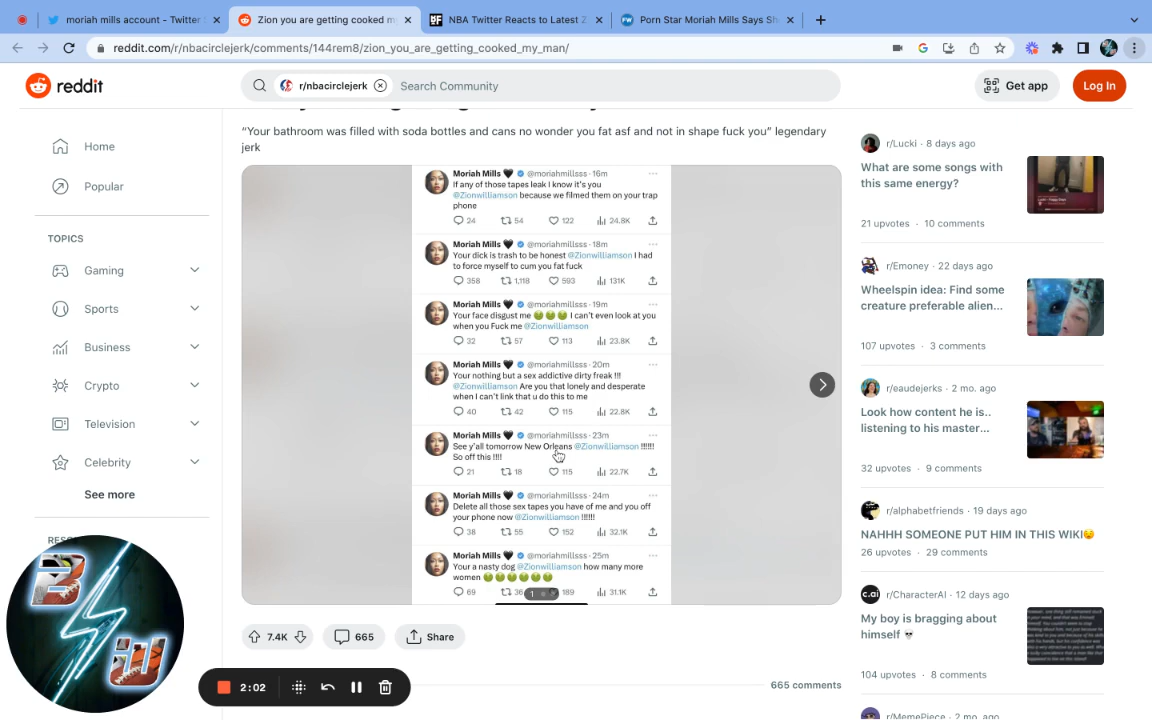 moriah mills account - Twitter
Zion you are getting cooked m
NBA Twitter Reacts to Latest Z
Porn Star Moriah Mills Says Sh
reddit.com/r/nbacirclejerk/comments/144rem8/zion_you_are_getting_cooked_my_man/
reddit
r/nbacirclejerk
Search Community
Get app
Log In
Home
Popular
TOPICS
Gaming
Sports
Business
Crypto
Television
Celebrity
See more
"Your bathroom was filled with soda bottles and cans no wonder you fat asf and not in shape fuck you" legendary
jerk
Moriah Mills 🖤 @moriahmillsss · 16m
If any of those tapes leak I know it's you
@Zionwilliamson because we filmed them on your trap
phone
24 54 122 24.8K
Moriah Mills 🖤 @moriahmillsss · 18m
Your dick is trash to be honest @Zionwilliamson I had
to force myself to cum you fat fuck
358 1,118 593 131K
Moriah Mills 🖤 @moriahmillsss · 19m
Your face disgust me 🤢🤢🤢 I can't even look at you
when you Fuck me @Zionwilliamson
32 57 113 23.8K
Moriah Mills 🖤 @moriahmillsss · 20m
Your nothing but a sex addictive dirty freak !!!
@Zionwilliamson Are you that lonely and desperate
when I can't link that u do this to me
40 42 115 22.8K
Moriah Mills 🖤 @moriahmillsss · 23m
See y'all tomorrow New Orleans @Zionwilliamson !!!!!!
So off this !!!!
21 18 115 22.7K
Moriah Mills 🖤 @moriahmillsss · 24m
Delete all those sex tapes you have of me and you off
your phone now @Zionwilliamson !!!!!!
38 55 152 32.1K
Moriah Mills 🖤 @moriahmillsss · 25m
Your a nasty dog @Zionwilliamson how many more
women 🤢🤢🤢🤢🤢🤢
69 36 189 31.1K
1
7.4K
665
Share
665 comments
r/Lucki · 8 days ago
What are some songs with
this same energy?
21 upvotes · 10 comments
r/Emoney · 22 days ago
Wheelspin idea: Find some
creature preferable alien...
107 upvotes · 3 comments
r/eaudejerks · 2 mo. ago
Look how content he is..
listening to his master...
32 upvotes · 9 comments
r/alphabetfriends · 19 days ago
NAHHH SOMEONE PUT HIM IN THIS WIKI😔
26 upvotes · 29 comments
c.ai
r/CharacterAI · 12 days ago
My boy is bragging about
himself 💀
104 upvotes · 8 comments
r/MemePiece · 2 mo. ago
B
U
2:02